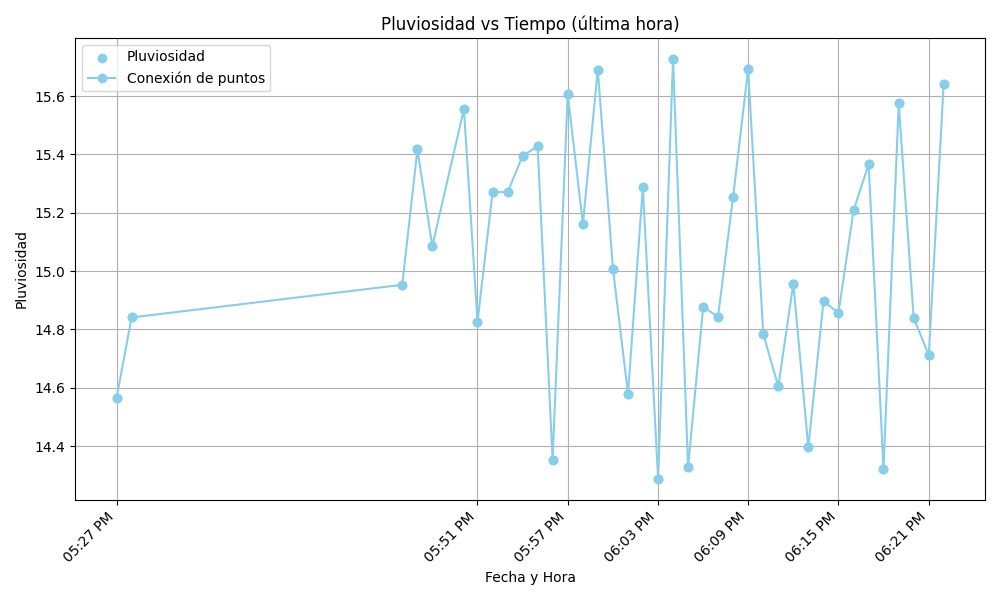 Pluviosidad vs Tiempo (última hora)
Pluviosidad
Conexión de puntos
Pluviosidad
15.6
15.4
15.2
15.0
14.8
14.6
14.4
05:27 PM
05:51 PM
05:57 PM
06:03 PM
06:09 PM
06:15 PM
06:21 PM
Fecha y Hora